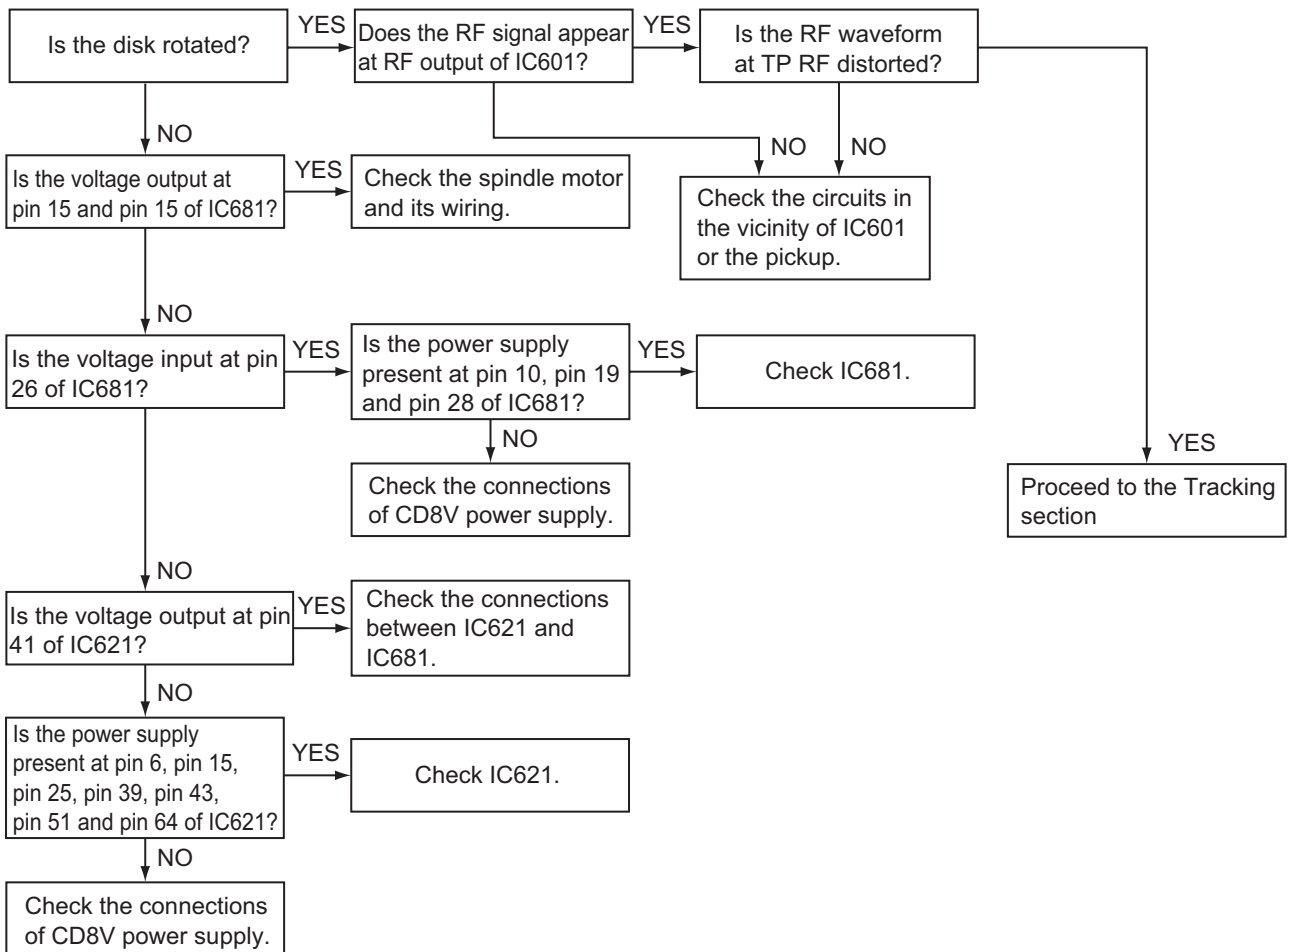 Is the disk rotated?
YES
Does the RF signal appear
at RF output of IC601?
YES
Is the RF waveform
at TP RF distorted?
NO
NO
NO
Is the voltage output at
pin 15 and pin 15 of IC681?
YES
Check the spindle motor
and its wiring.
Check the circuits in
the vicinity of IC601
or the pickup.
NO
Is the voltage input at pin
26 of IC681?
YES
Is the power supply
present at pin 10, pin 19
and pin 28 of IC681?
YES
Check IC681.
NO
Check the connections
of CD8V power supply.
YES
Proceed to the Tracking
section
NO
Is the voltage output at pin
41 of IC621?
YES
Check the connections
between IC621 and
IC681.
NO
Is the power supply
present at pin 6, pin 15,
pin 25, pin 39, pin 43,
pin 51 and pin 64 of IC621?
YES
Check IC621.
NO
Check the connections
of CD8V power supply.